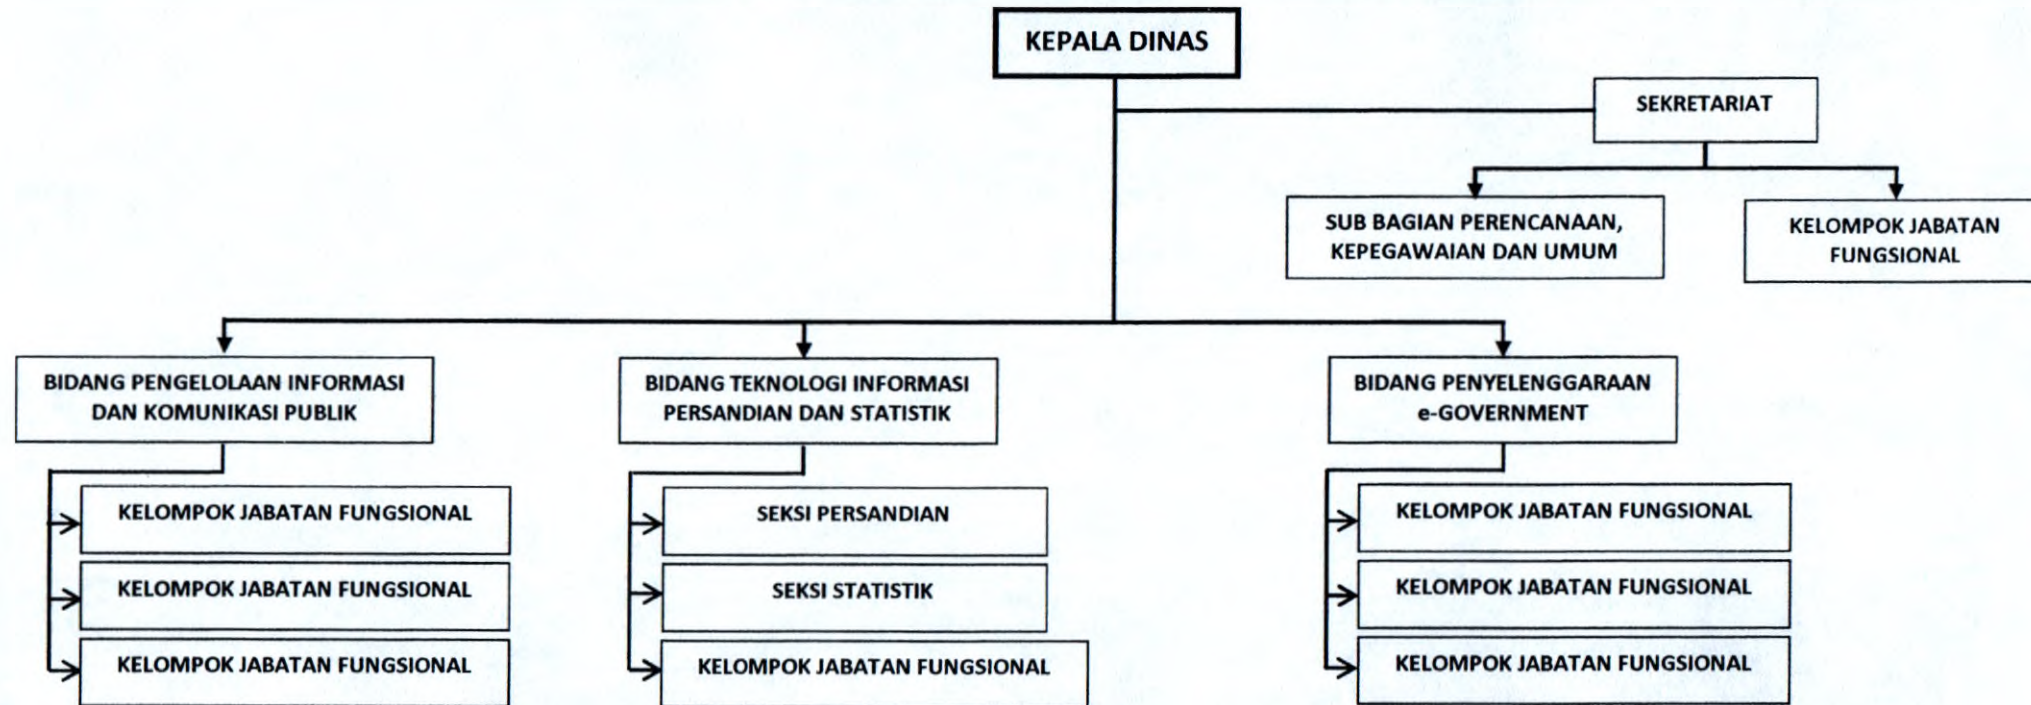 KEPALA DINAS
SEKRETARIAT
SUB BAGIAN PERENCANAAN,
KEPEGAWAIAN DAN UMUM
KELOMPOK JABATAN
FUNGSIONAL
BIDANG PENGELOLAAN INFORMASI
DAN KOMUNIKASI PUBLIK
KELOMPOK JABATAN FUNGSIONAL
KELOMPOK JABATAN FUNGSIONAL
KELOMPOK JABATAN FUNGSIONAL
BIDANG TEKNOLOGI INFORMASI
PERSANDIAN DAN STATISTIK
SEKSI PERSANDIAN
SEKSI STATISTIK
KELOMPOK JABATAN FUNGSIONAL
BIDANG PENYELENGGARAAN
e-GOVERNMENT
KELOMPOK JABATAN FUNGSIONAL
KELOMPOK JABATAN FUNGSIONAL
KELOMPOK JABATAN FUNGSIONAL